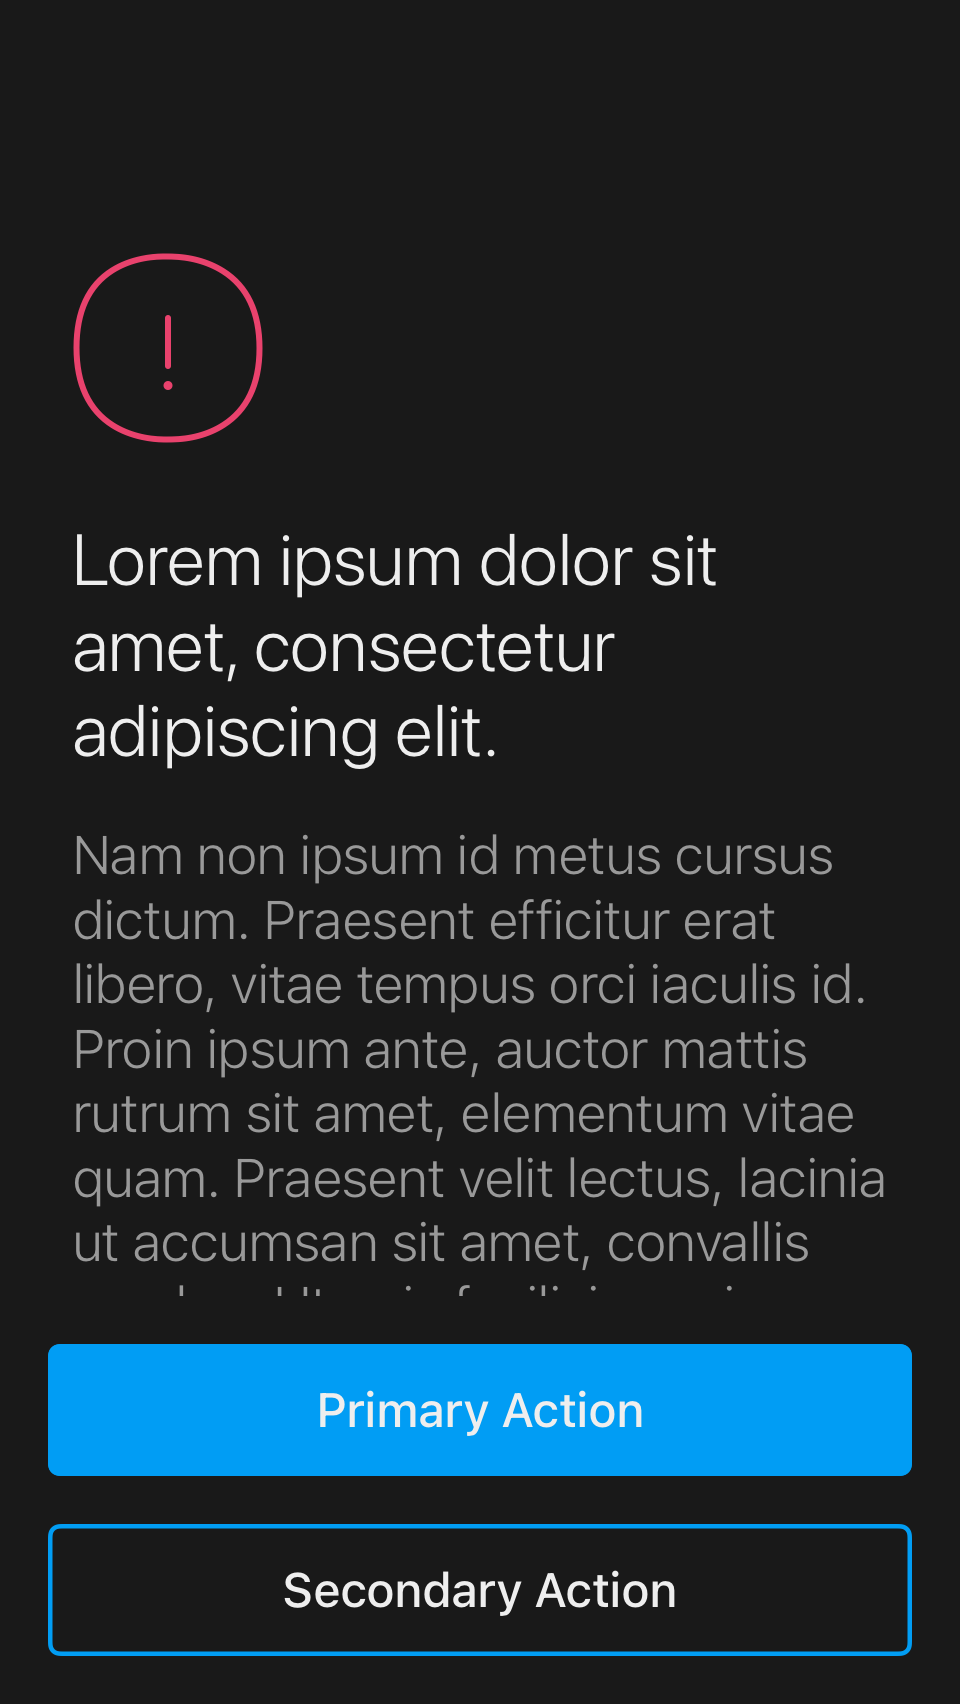 Lorem ipsum dolor sit
amet, consectetur
adipiscing elit.
Nam non ipsum id metus cursus
dictum. Praesent efficitur erat
libero, vitae tempus orci iaculis id.
Proin ipsum ante, auctor mattis
rutrum sit amet, elementum vitae
quam. Praesent velit lectus, lacinia
ut accumsan sit amet, convallis
Primary Action
Secondary Action